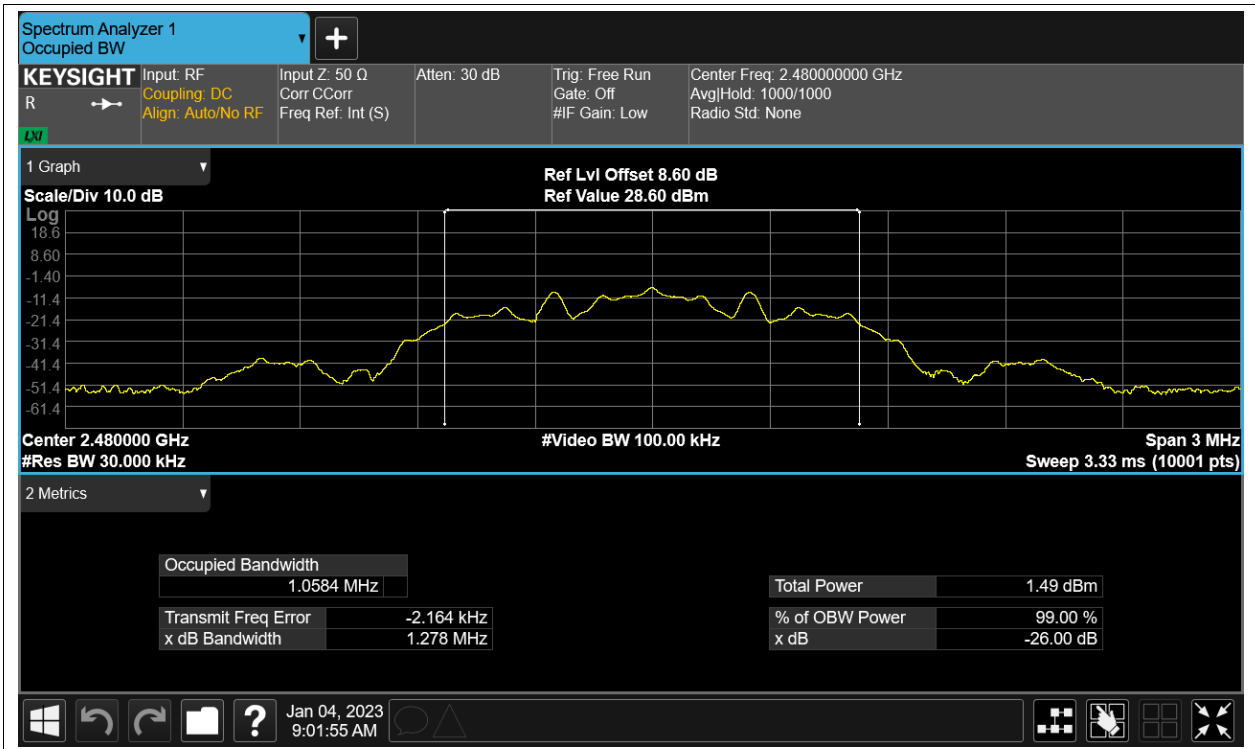 Spectrum Analyzer 1
Occupied BW
KEYSIGHT
R
LXI
Input: RF
Coupling: DC
Align: Auto/No RF
Input Z: 50 Ω
Corr CCorr
Freq Ref: Int (S)
Atten: 30 dB
Trig: Free Run
Gate: Off
#IF Gain: Low
Center Freq: 2.480000000 GHz
Avg|Hold: 1000/1000
Radio Std: None
1 Graph
Scale/Div 10.0 dB
Ref Lvl Offset 8.60 dB
Ref Value 28.60 dBm
Log
18.6
8.60
-1.40
-11.4
-21.4
-31.4
-41.4
-51.4
-61.4
Center 2.480000 GHz
#Res BW 30.000 kHz
#Video BW 100.00 kHz
Span 3 MHz
Sweep 3.33 ms (10001 pts)
2 Metrics
Occupied Bandwidth
1.0584 MHz
Transmit Freq Error -2.164 kHz
x dB Bandwidth 1.278 MHz
Total Power 1.49 dBm
% of OBW Power 99.00 %
x dB -26.00 dB
?
Jan 04, 2023
9:01:55 AM